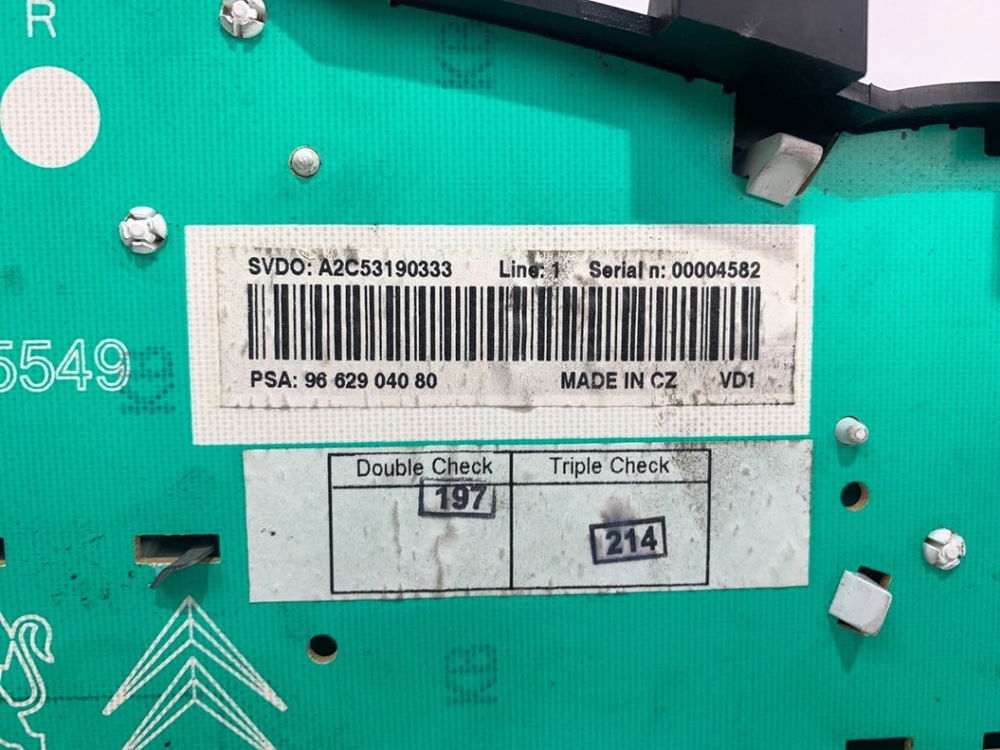 R
SVDO: A2C53190333 Line: 1 Serial n: 00004582
5549
PSA: 96 629 040 80 MADE IN CZ VD1
Double Check Triple Check
197
214